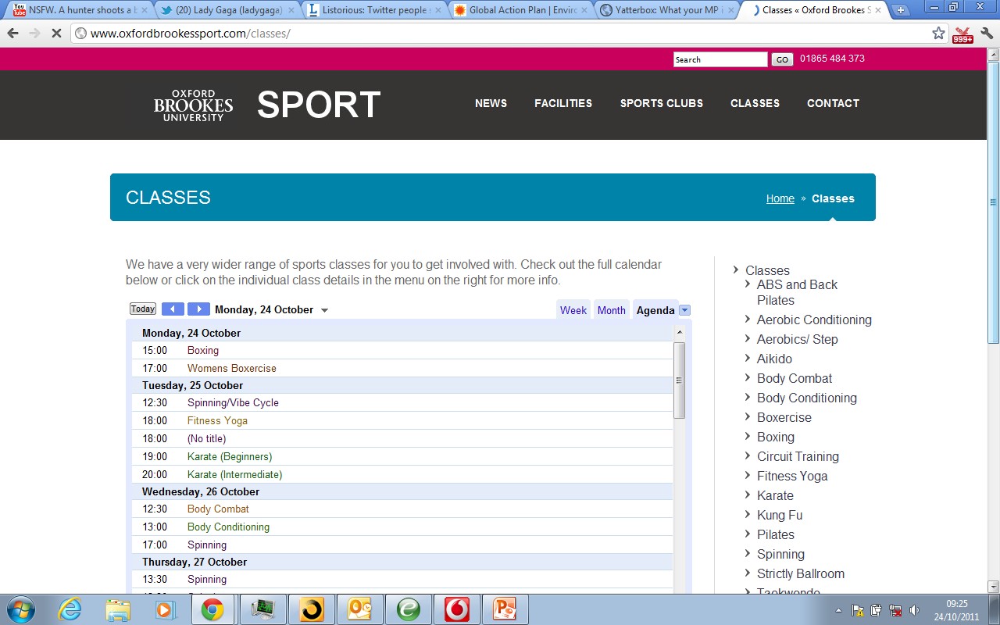 NSFW. A hunter shoots a b
(20) Lady Gaga (ladygaga)
Listorious: Twitter people s
Global Action Plan | Enviro
Yatterbox: What your MP i
Classes « Oxford Brookes S
www.oxfordbrookessport.com/classes/
999+
Search
GO
01865 484 373
OXFORD
BROOKES
UNIVERSITY
SPORT
NEWS
FACILITIES
SPORTS CLUBS
CLASSES
CONTACT
CLASSES
Home » Classes
We have a very wider range of sports classes for you to get involved with. Check out the full calendar
below or click on the individual class details in the menu on the right for more info.
Today
Monday, 24 October
Week
Month
Agenda
Monday, 24 October
15:00 Boxing
17:00 Womens Boxercise
Tuesday, 25 October
12:30 Spinning/Vibe Cycle
18:00 Fitness Yoga
18:00 (No title)
19:00 Karate (Beginners)
20:00 Karate (Intermediate)
Wednesday, 26 October
12:30 Body Combat
13:00 Body Conditioning
17:00 Spinning
Thursday, 27 October
13:30 Spinning
Classes
ABS and Back
Pilates
Aerobic Conditioning
Aerobics/ Step
Aikido
Body Combat
Body Conditioning
Boxercise
Boxing
Circuit Training
Fitness Yoga
Karate
Kung Fu
Pilates
Spinning
Strictly Ballroom
Taekwondo
09:25
24/10/2011